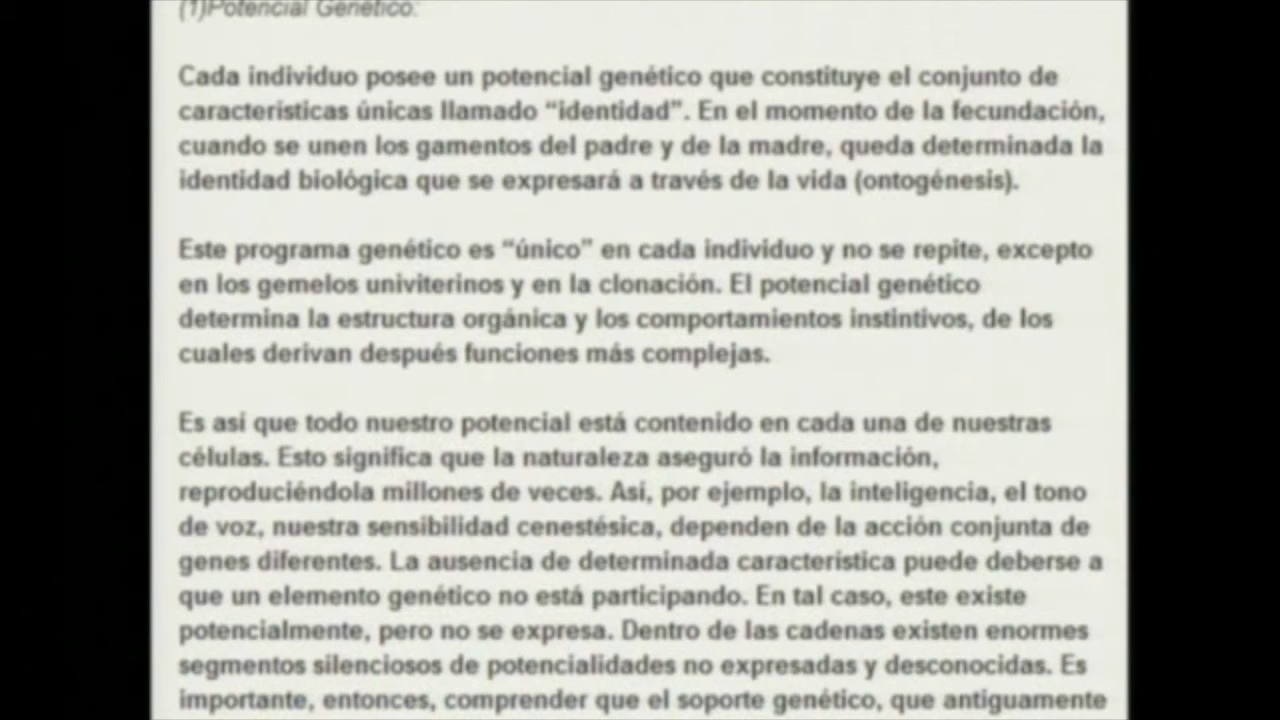 (1)Potencial Genético:
Cada individuo posee un potencial genético que constituye el conjunto de
características únicas llamado “identidad”. En el momento de la fecundación,
cuando se unen los gamentos del padre y de la madre, queda determinada la
identidad biológica que se expresará a través de la vida (ontogénesis).
Este programa genético es “único” en cada individuo y no se repite, excepto
en los gemelos univiterinos y en la clonación. El potencial genético
determina la estructura orgánica y los comportamientos instintivos, de los
cuales derivan después funciones más complejas.
Es así que todo nuestro potencial está contenido en cada una de nuestras
células. Esto significa que la naturaleza aseguró la información,
reproduciéndola millones de veces. Así, por ejemplo, la inteligencia, el tono
de voz, nuestra sensibilidad cenestésica, dependen de la acción conjunta de
genes diferentes. La ausencia de determinada característica puede deberse a
que un elemento genético no está participando. En tal caso, este existe
potencialmente, pero no se expresa. Dentro de las cadenas existen enormes
segmentos silenciosos de potencialidades no expresadas y desconocidas. Es
importante, entonces, comprender que el soporte genético, que antiguamente